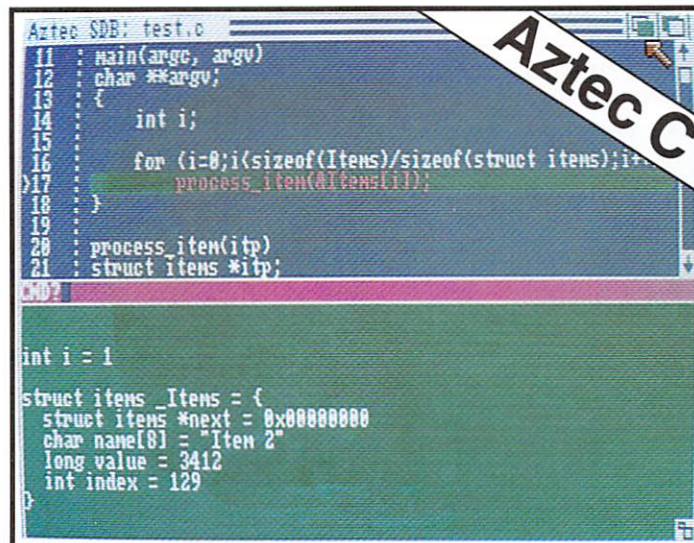 Aztec SDB: test.c
Aztec C
11 : main(argc, argv)
12 : char **argv;
13 : {
14 : int i;
15 :
16 : for (i=0;i<sizeof(Items)/sizeof(struct items);i+
}17 : process_item(&Items[i]);
18 : }
19 :
20 : process_item(itp)
21 : struct items *itp;
CMD?
int i = 1
struct items _Items = {
struct items *next = 0x00000000
char name[8] = "Item 2"
long value = 3412
int index = 129
}